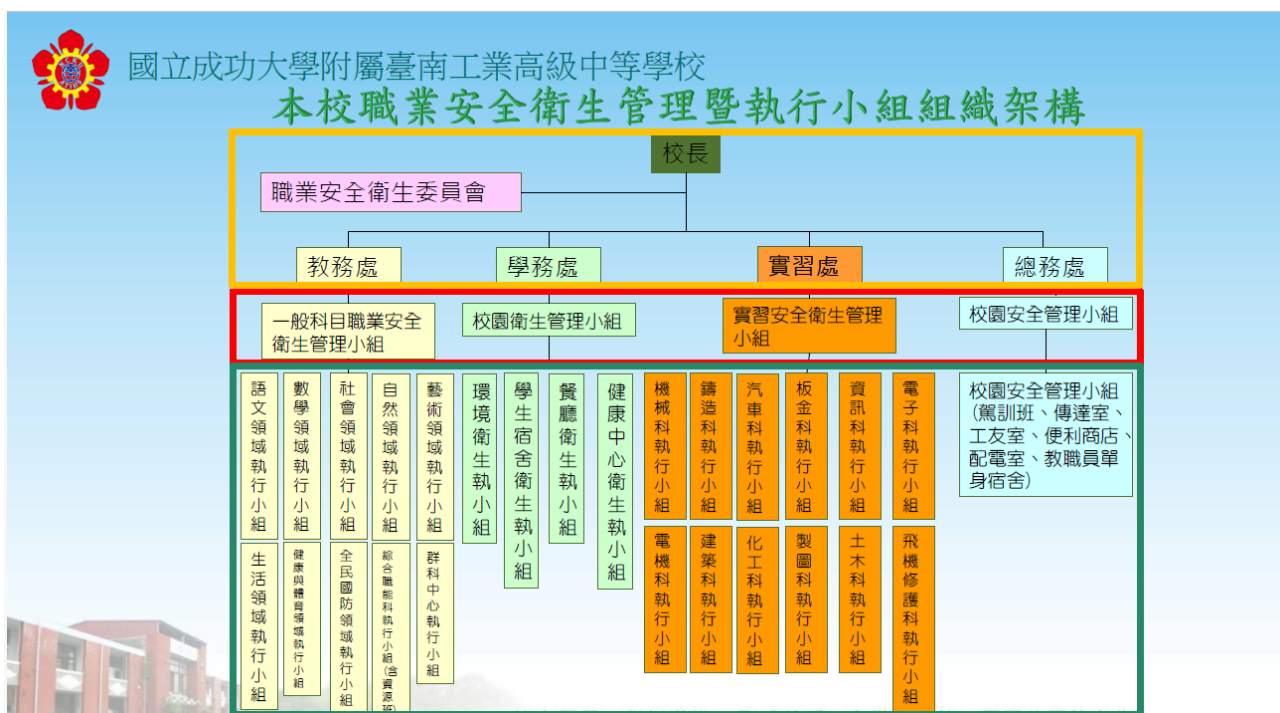 國立成功大學附屬臺南工業高級中等學校
本校職業安全衛生管理暨執行小組組織架構
校長
職業安全衛生委員會
教務處
學務處
實習處
總務處
一般科目職業安全
衛生管理小組
校園衛生管理小組
實習安全衛生管理
小組
校園安全管理小組
語文領域執行小組
數學領域執行小組
社會領域執行小組
自然領域執行小組
藝術領域執行小組
環境衛生執小組
學生宿舍衛生執小組
餐廳衛生執小組
健康中心衛生執小組
機械科執行小組
鑄造科執行小組
汽車科執行小組
板金科執行小組
資訊科執行小組
電子科執行小組
校園安全管理小組
(駕訓班、傳達室、
工友室、便利商店、
配電室、教職員單
身宿舍)
生活領域執行小組
健康與體育領域執行小組
全民國防領域執行小組
綜合職能科執行小組(含資源班)
群科中心執行小組
電機科執行小組
建築科執行小組
化工科執行小組
製圖科執行小組
土木科執行小組
飛機修護科執行小組